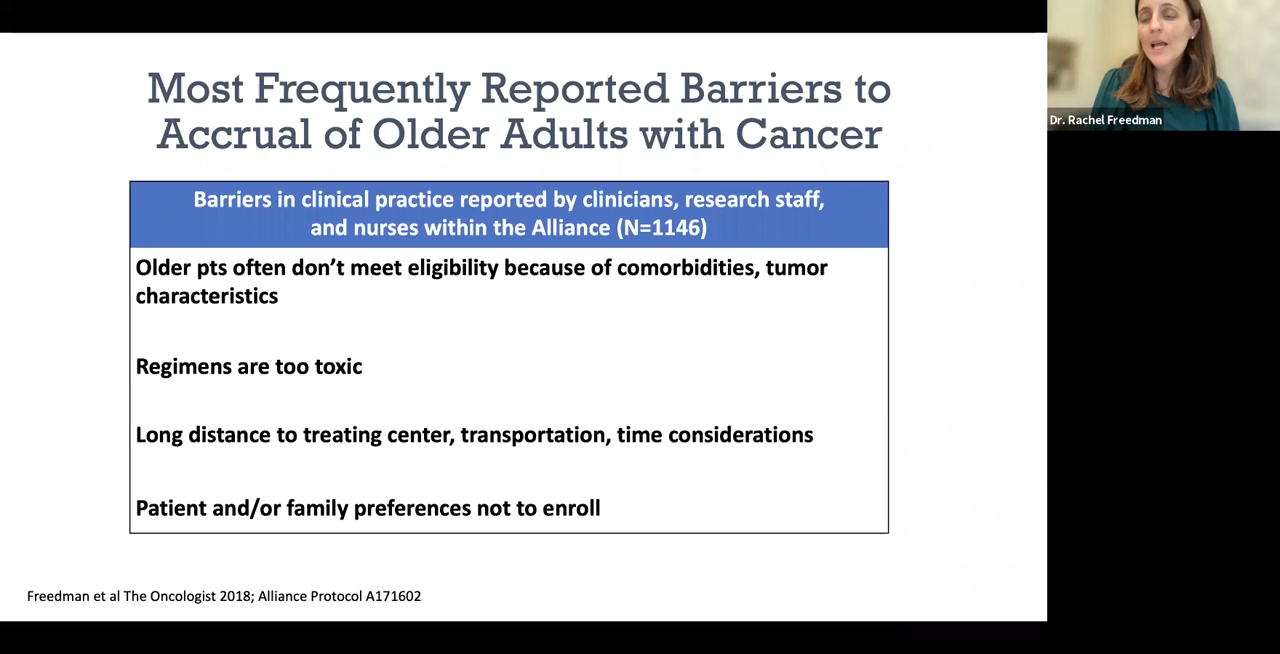 Most Frequently Reported Barriers to
Accrual of Older Adults with Cancer
Barriers in clinical practice reported by clinicians, research staff,
and nurses within the Alliance (N=1146)
Older pts often don’t meet eligibility because of comorbidities, tumor
characteristics
Regimens are too toxic
Long distance to treating center, transportation, time considerations
Patient and/or family preferences not to enroll
Freedman et al The Oncologist 2018; Alliance Protocol A171602
Dr. Rachel Freedman